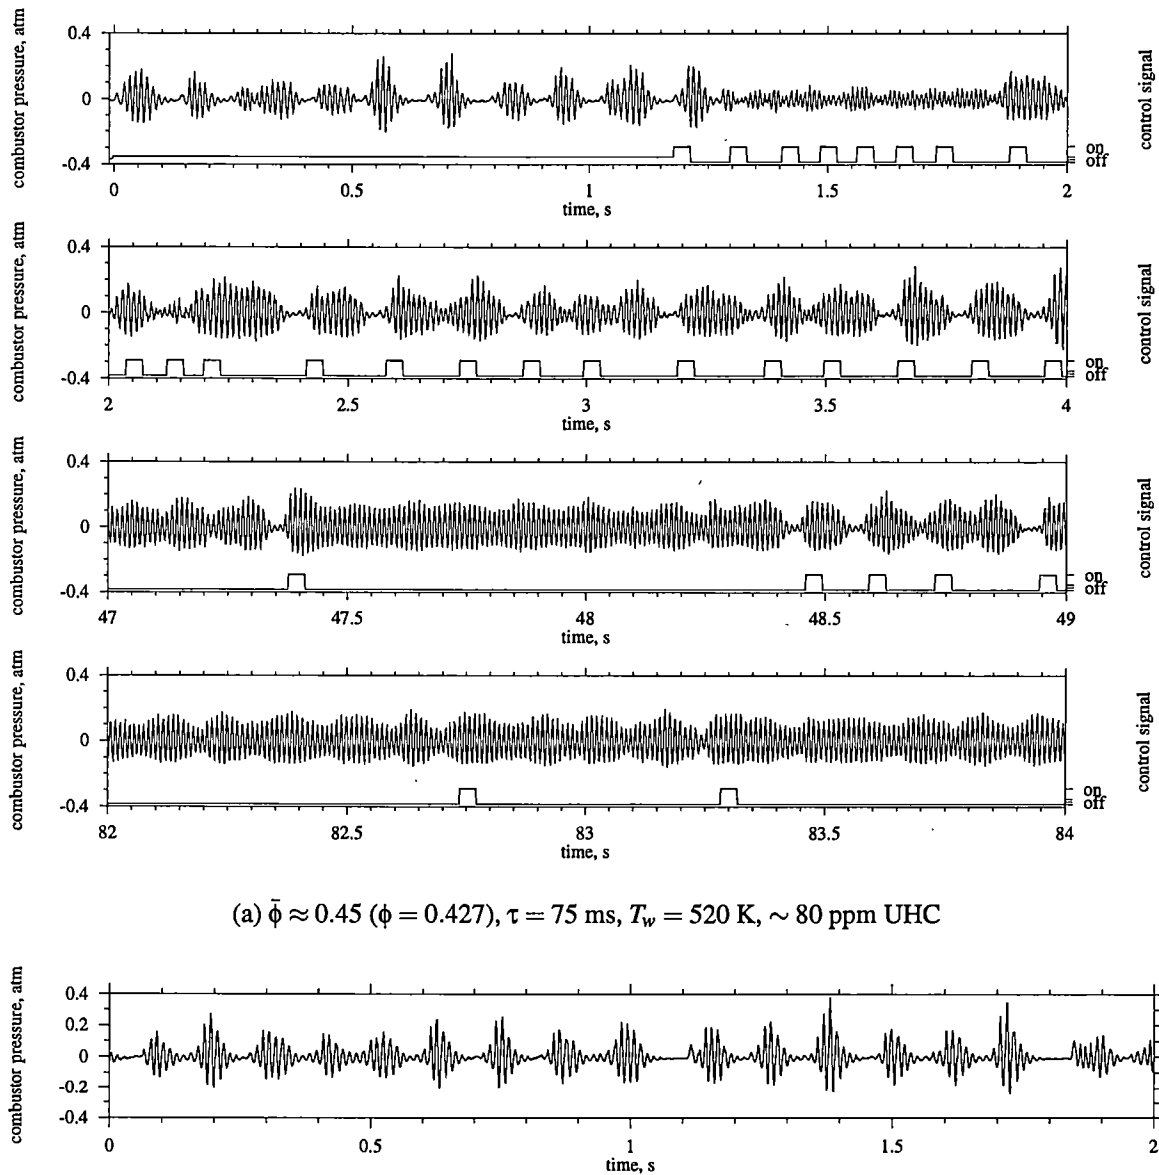 combustor pressure, atm
0.4
0
-0.4
control signal
on
off
0 0.5 1 1.5 2
time, s
combustor pressure, atm
0.4
0
-0.4
control signal
on
off
2 2.5 3 3.5 4
time, s
combustor pressure, atm
0.4
0
-0.4
control signal
on
off
47 47.5 48 48.5 49
time, s
combustor pressure, atm
0.4
0
-0.4
control signal
on
off
82 82.5 83 83.5 84
time, s
(a) ϕ̄ ≈ 0.45 (ϕ = 0.427), τ = 75 ms, T_w = 520 K, ∼ 80 ppm UHC
combustor pressure, atm
0.4
0.2
0
-0.2
-0.4
0 0.5 1 1.5 2
time, s